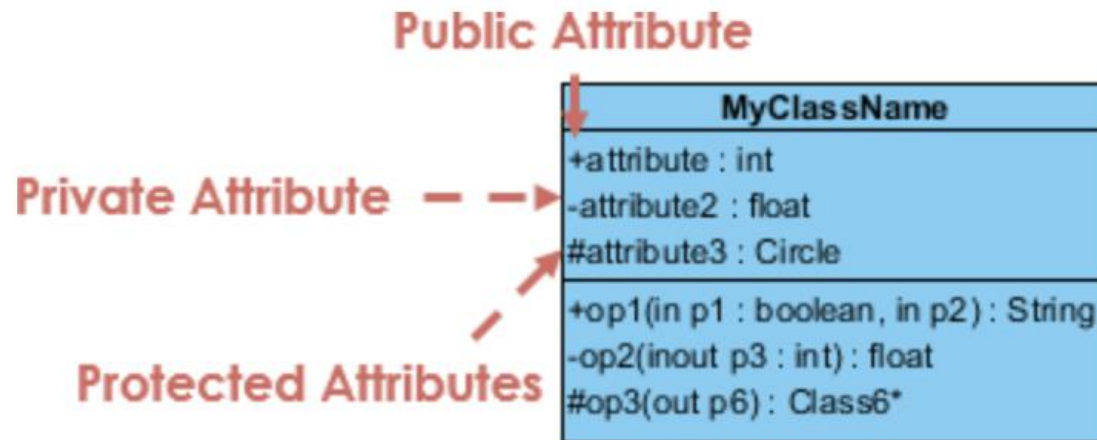 Public Attribute
MyClassName
+attribute : int
Private Attribute
-attribute2 : float
#attribute3 : Circle
+op1(in p1 : boolean, in p2) : String
-op2(inout p3 : int) : float
Protected Attributes
#op3(out p6) : Class6*